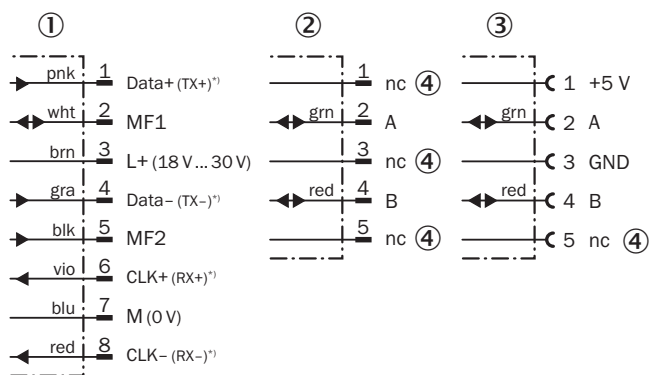 ① ② ③
pnk 1 Data+ (TX+)*)
wht 2 MF1
brn 3 L+ (18 V ... 30 V)
gra 4 Data– (TX–)*)
blk 5 MF2
vio 6 CLK+ (RX+)*)
blu 7 M (0 V)
red 8 CLK– (RX–)*)
1 nc ④
grn 2 A
3 nc ④
red 4 B
5 nc ④
1 +5 V
grn 2 A
3 GND
red 4 B
5 nc ④